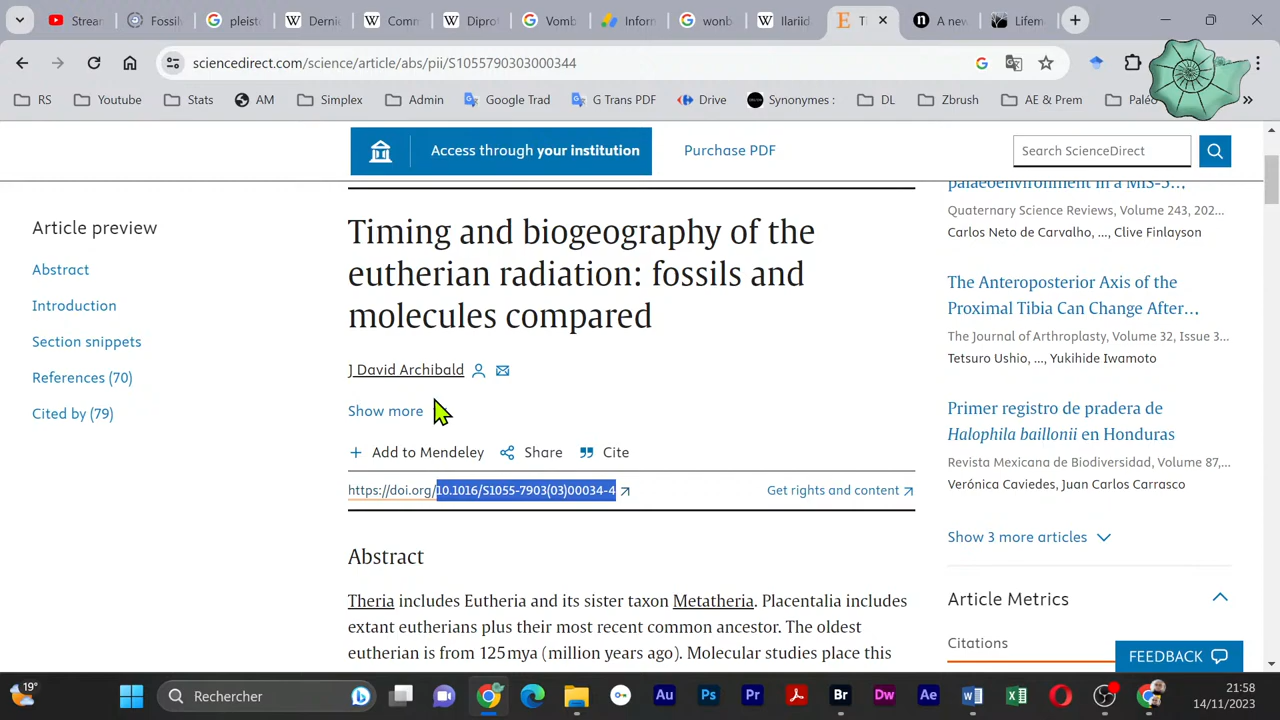 Stream
Fossils
pleist
Dernie
Comm
Dipro
Vomb
Inform
wonb
Ilariid
T
A new
Lifem
sciencedirect.com/science/article/abs/pii/S1055790303000344
RS
Youtube
Stats
AM
Simplex
Admin
Google Trad
G Trans PDF
Drive
Synonymes :
DL
Zbrush
AE & Prem
Paléo
Access through your institution
Purchase PDF
Search ScienceDirect
Article preview
Abstract
Introduction
Section snippets
References (70)
Cited by (79)
Timing and biogeography of the
eutherian radiation: fossils and
molecules compared
J David Archibald
Show more
Add to Mendeley
Share
Cite
https://doi.org/10.1016/S1055-7903(03)00034-4
Get rights and content
Abstract
Theria includes Eutheria and its sister taxon Metatheria. Placentalia includes
extant eutherians plus their most recent common ancestor. The oldest
eutherian is from 125 mya (million years ago). Molecular studies place this
palaeoenvironment in a MIS-5…
Quaternary Science Reviews, Volume 243, 202...
Carlos Neto de Carvalho, ..., Clive Finlayson
The Anteroposterior Axis of the
Proximal Tibia Can Change After…
The Journal of Arthroplasty, Volume 32, Issue 3...
Tetsuro Ushio, ..., Yukihide Iwamoto
Primer registro de pradera de
Halophila baillonii en Honduras
Revista Mexicana de Biodiversidad, Volume 87,...
Verónica Caviedes, Juan Carlos Carrasco
Show 3 more articles
Article Metrics
Citations
FEEDBACK
19°
Rechercher
Au
Ps
Pr
Br
Dw
Ae
21:58
14/11/2023